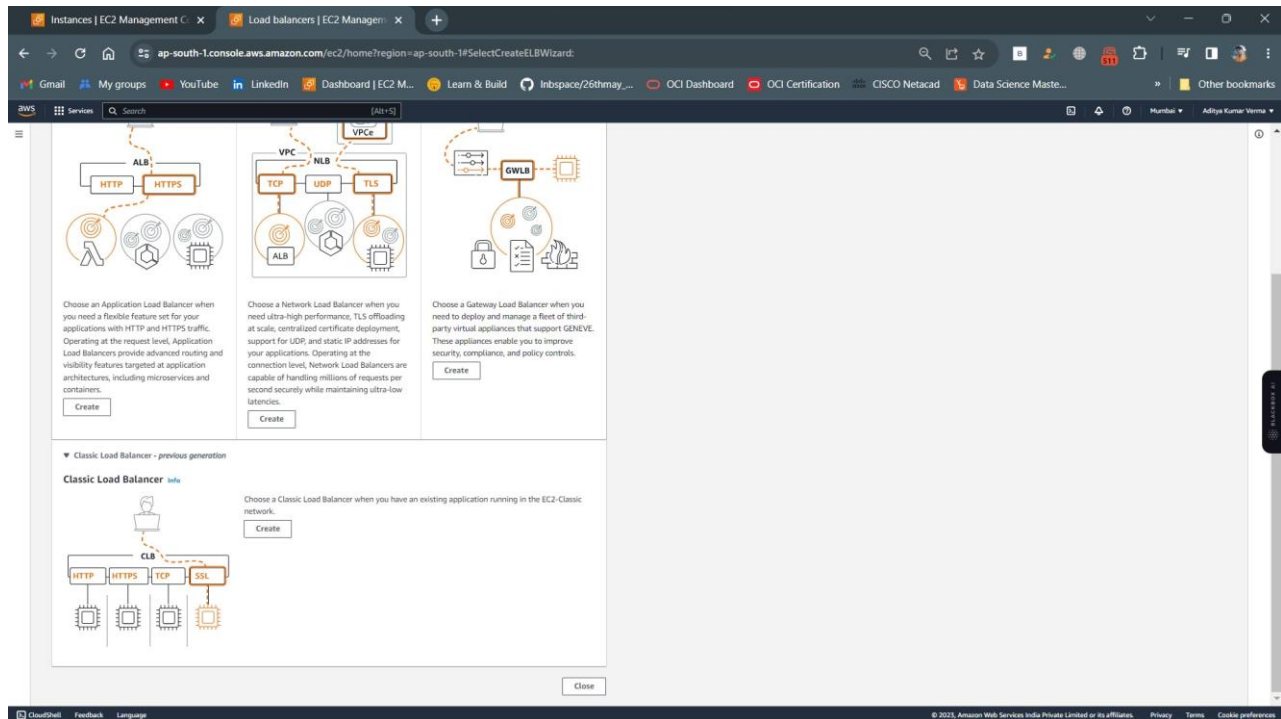 Instances | EC2 Management C
Load balancers | EC2 Managem
ap-south-1.console.aws.amazon.com/ec2/home?region=ap-south-1#SelectCreateELBWizard:
511
Gmail My groups YouTube LinkedIn Dashboard | EC2 M... Learn & Build Inbspace/26thmay_... OCI Dashboard OCI Certification CISCO Netacad Data Science Maste... » Other bookmarks
aws Services Search [Alt+S] Mumbai Aditya Kumar Verma
ALB
HTTP HTTPS
VPCe
VPC NLB
TCP UDP TLS
ALB
GWLB
Choose an Application Load Balancer when
you need a flexible feature set for your
applications with HTTP and HTTPS traffic.
Operating at the request level, Application
Load Balancers provide advanced routing and
visibility features targeted at application
architectures, including microservices and
containers.
Create
Choose a Network Load Balancer when you
need ultra-high performance, TLS offloading
at scale, centralized certificate deployment,
support for UDP, and static IP addresses for
your applications. Operating at the
connection level, Network Load Balancers are
capable of handling millions of requests per
second securely while maintaining ultra-low
latencies.
Create
Choose a Gateway Load Balancer when you
need to deploy and manage a fleet of third-
party virtual appliances that support GENEVE.
These appliances enable you to improve
security, compliance, and policy controls.
Create
Classic Load Balancer - previous generation
Classic Load Balancer Info
Choose a Classic Load Balancer when you have an existing application running in the EC2-Classic
network.
Create
CLB
HTTP HTTPS TCP SSL
Close
BLACKBOX AI
CloudShell Feedback Language © 2023, Amazon Web Services India Private Limited or its affiliates. Privacy Terms Cookie preferences